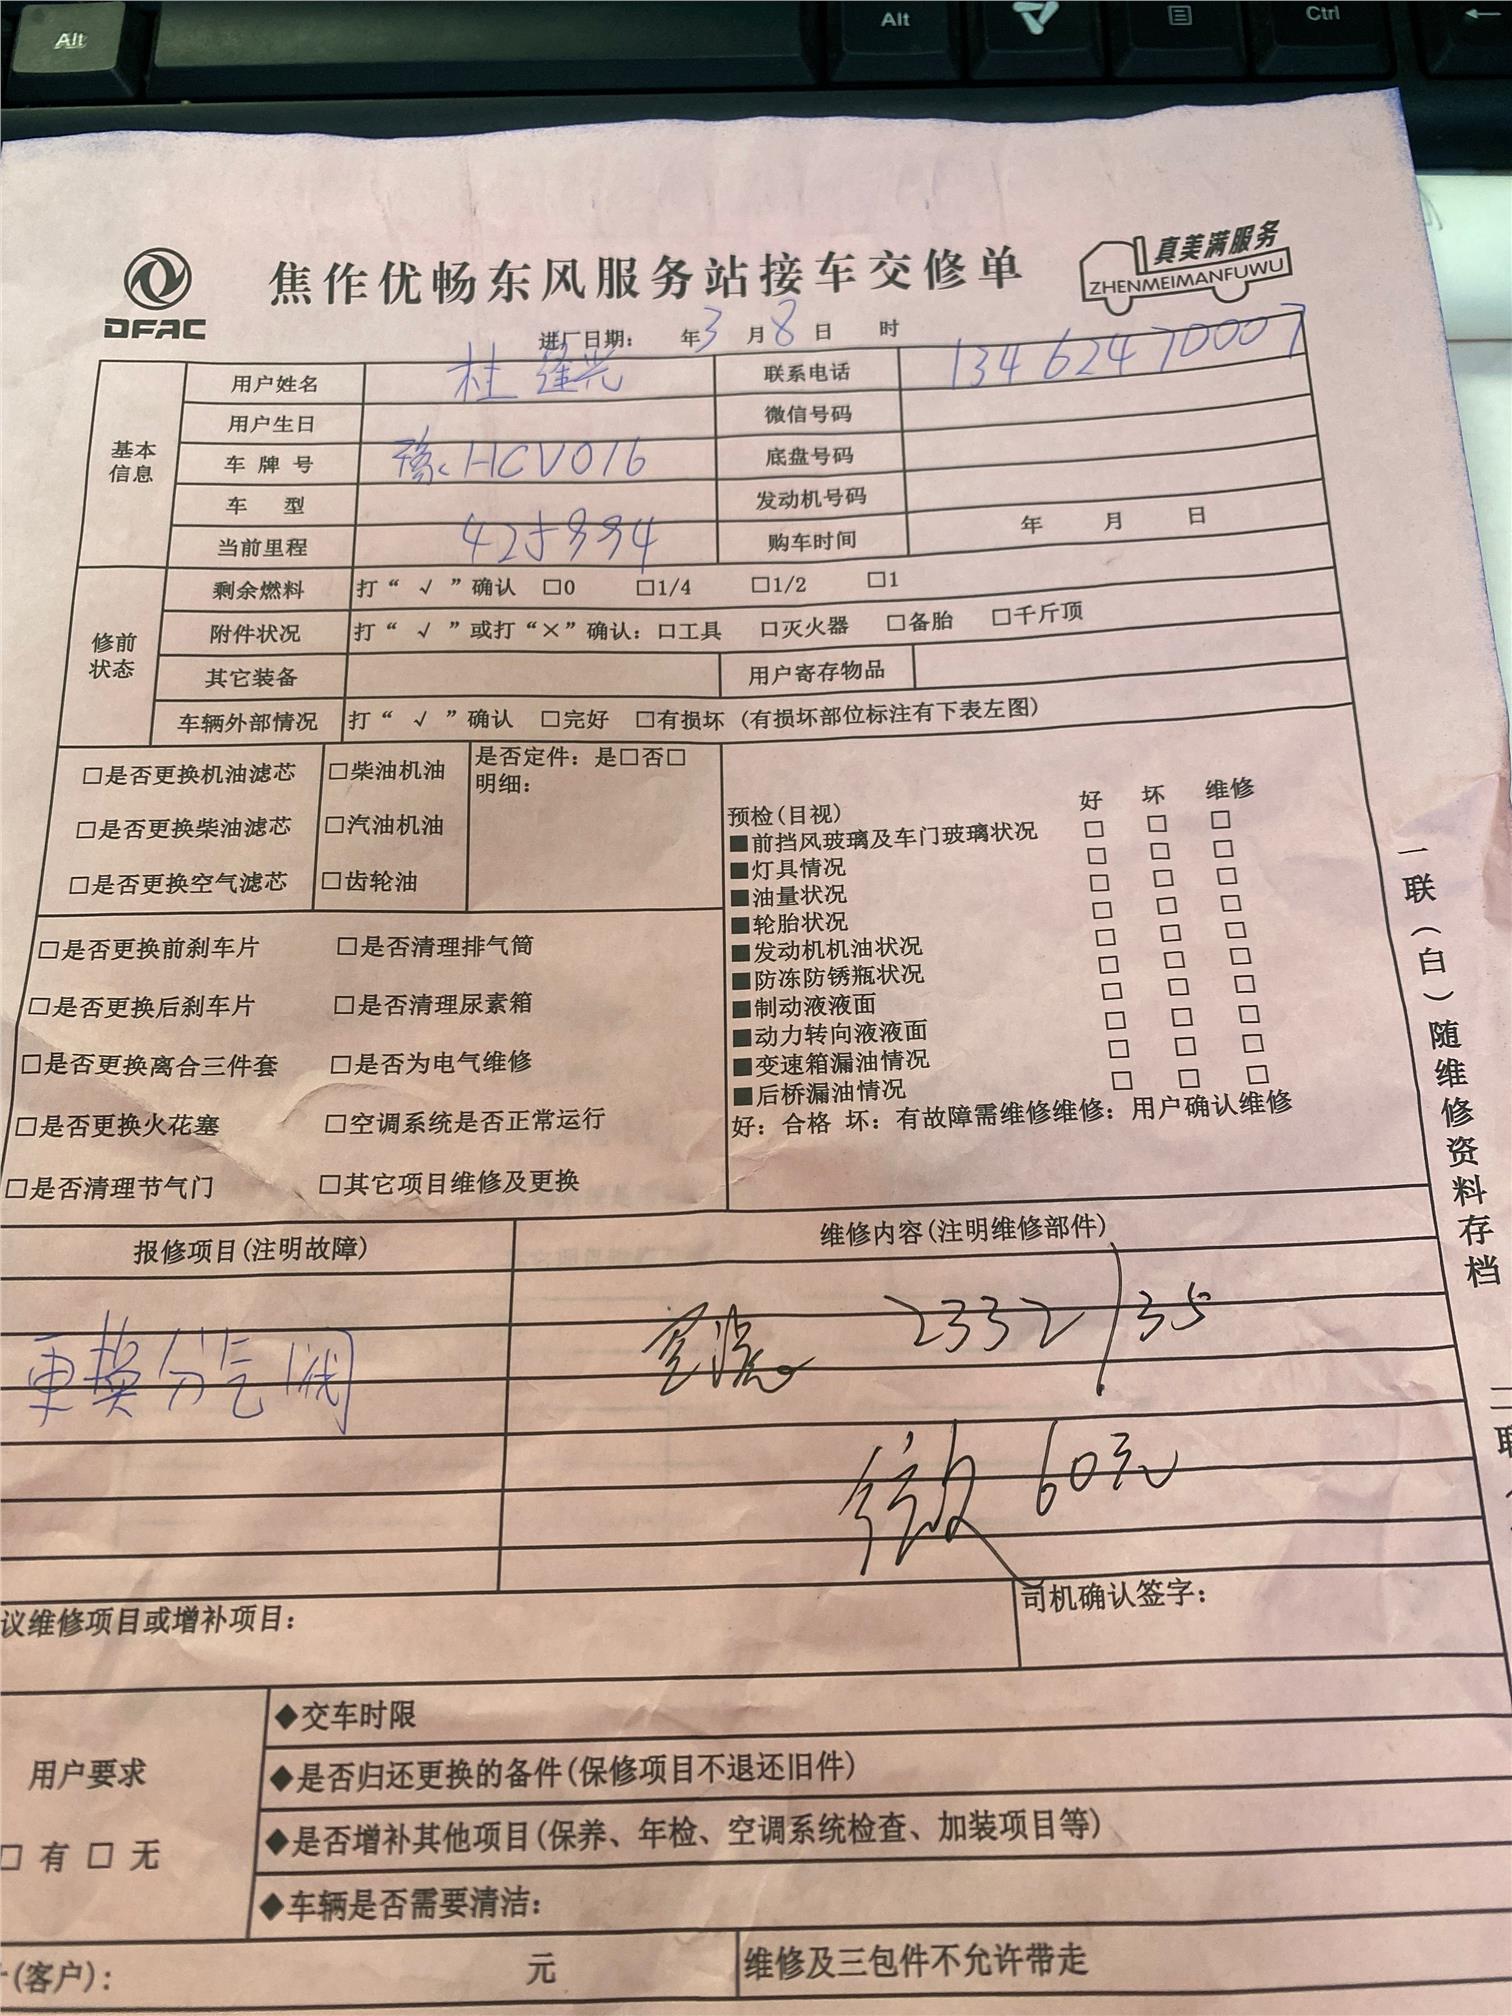 Alt
Alt
Ctrl
DFAC
焦作优畅东风服务站接车交修单
真美满服务
ZHENMEIMANFUWU
进厂日期： 年3月8日 时
基本信息
用户姓名 杜
联系电话 13462470007
用户生日
微信号码
车牌号 豫HCV016
底盘号码
车 型
发动机号码
当前里程 425994
购车时间 年 月 日
修前状态
剩余燃料 打“√”确认 □0 □1/4 □1/2 □1
附件状况 打“√”或打“×”确认：□工具 □灭火器 □备胎 □千斤顶
其它装备
用户寄存物品
车辆外部情况 打“√”确认 □完好 □有损坏（有损坏部位标注有下表左图）
□是否更换机油滤芯 □柴油机油
□是否更换柴油滤芯 □汽油机油
□是否更换空气滤芯 □齿轮油
是否定件：是□否□
明细：
□是否更换前刹车片 □是否清理排气筒
□是否更换后刹车片 □是否清理尿素箱
□是否更换离合三件套 □是否为电气维修
□是否更换火花塞 □空调系统是否正常运行
□是否清理节气门 □其它项目维修及更换
预检(目视) 好 坏 维修
■前挡风玻璃及车门玻璃状况 □ □ □
■灯具情况 □ □ □
■油量状况 □ □ □
■轮胎状况 □ □ □
■发动机机油状况 □ □ □
■防冻防锈瓶状况 □ □ □
■制动液液面 □ □ □
■动力转向液液面 □ □ □
■变速箱漏油情况 □ □ □
■后桥漏油情况 □ □ □
好：合格 坏：有故障需维修维修：用户确认维修
报修项目(注明故障)
维修内容(注明维修部件)
更换分气阀
2332/35
60元
议维修项目或增补项目：
司机确认签字：
用户要求
□ 有 □ 无
◆交车时限
◆是否归还更换的备件(保修项目不退还旧件)
◆是否增补其他项目(保养、年检、空调系统检查、加装项目等)
◆车辆是否需要清洁：
(客户)： 元
维修及三包件不允许带走
一联（白）随维修资料存档
二联